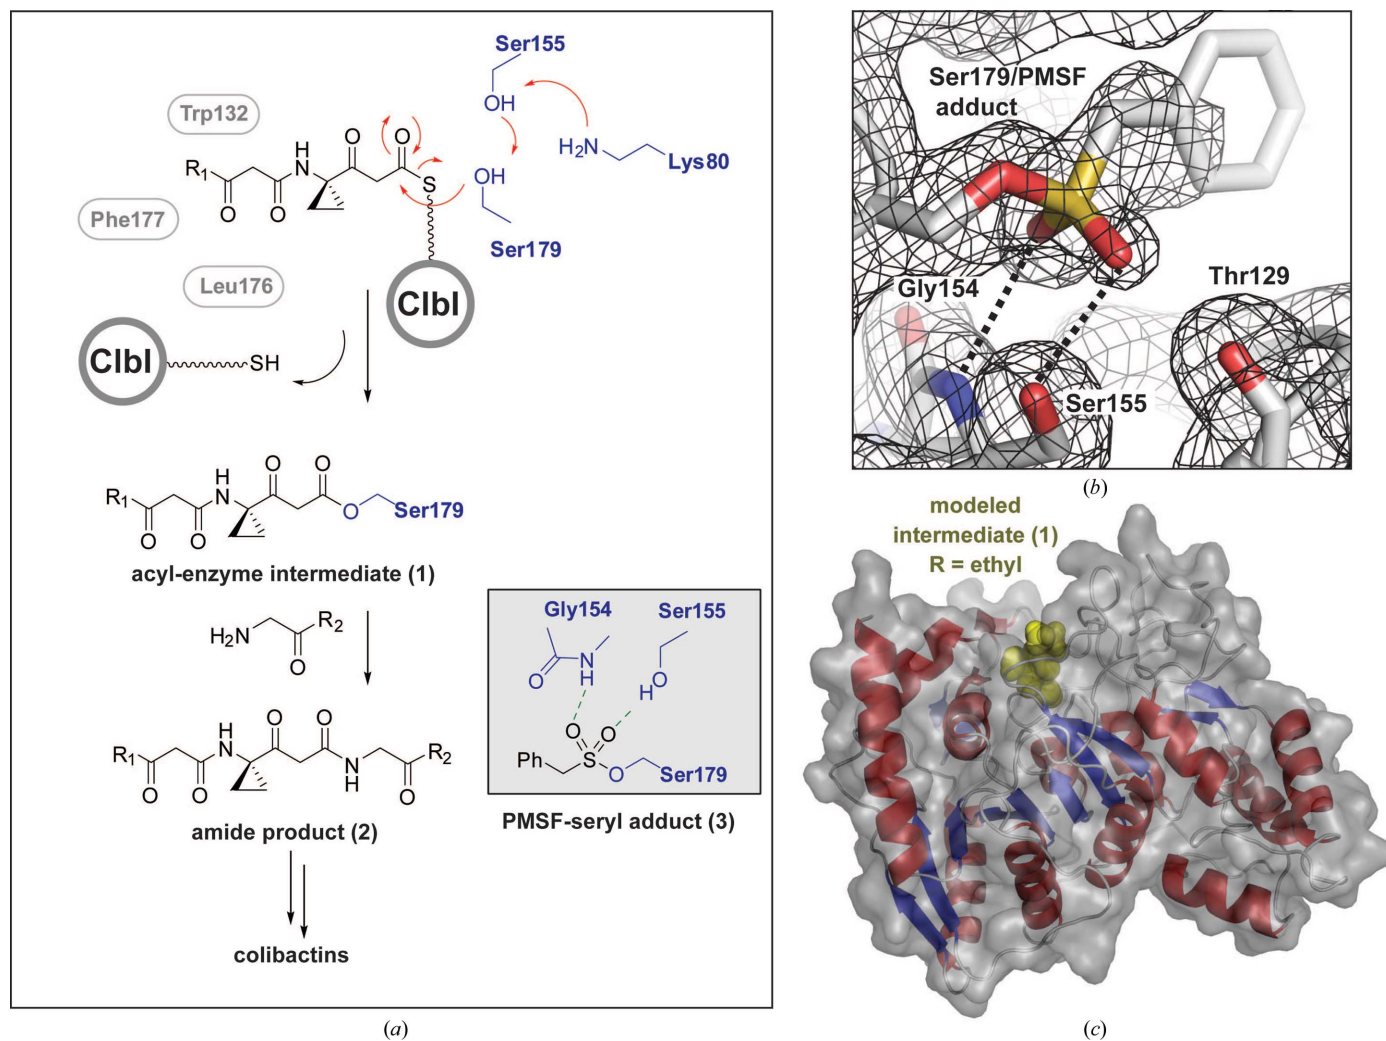 Ser155
OH
Trp132
H
N
O
O
H₂N
Lys80
R₁
O
O
S
OH
Phe177
Ser179
Leu176
ClbI
ClbI
SH
R₁
H
N
O
O
O
Ser179
O
O
acyl-enzyme intermediate (1)
H₂N
R₂
O
R₁
H
N
O
O
R₂
O
O
N
H
O
amide product (2)
colibactins
Gly154
Ser155
O
N
H
H
O
O
O
Ph
S
O
Ser179
PMSF-seryl adduct (3)
(a)
Ser179/PMSF
adduct
Gly154
Thr129
Ser155
(b)
modeled
intermediate (1)
R = ethyl
(c)